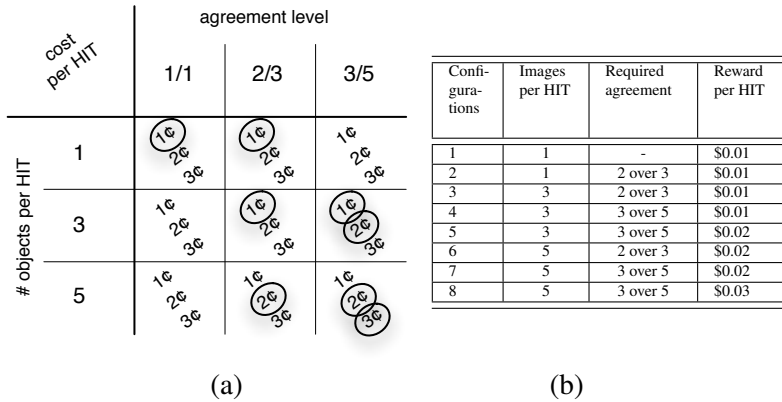 agreement level
cost
per HIT
1/1 2/3 3/5
# objects per HIT
1
1¢ 1¢ 1¢
2¢ 2¢ 2¢
3¢ 3¢ 3¢
3
1¢ 1¢ 1¢
2¢ 2¢ 2¢
3¢ 3¢ 3¢
5
1¢ 1¢ 1¢
2¢ 2¢ 2¢
3¢ 3¢ 3¢
(a)
Confi- Images Required Reward
gura- per HIT agreement per HIT
tions
1 1 - $0.01
2 1 2 over 3 $0.01
3 3 2 over 3 $0.01
4 3 3 over 5 $0.01
5 3 3 over 5 $0.02
6 5 2 over 3 $0.02
7 5 3 over 5 $0.02
8 5 3 over 5 $0.03
(b)